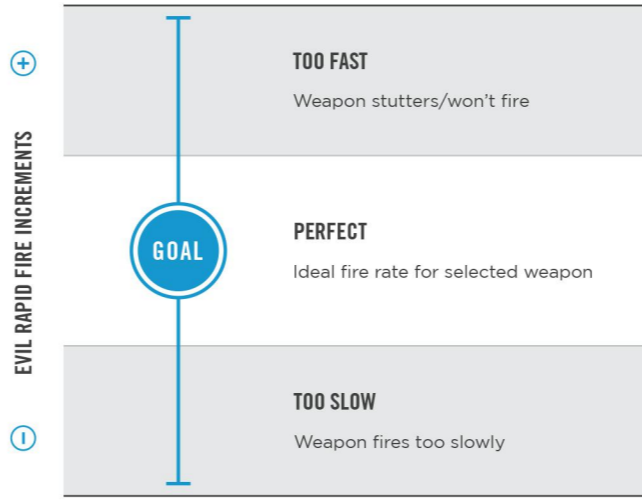 +
EVIL RAPID FIRE INCREMENTS
TOO FAST
Weapon stutters/won't fire
GOAL
PERFECT
Ideal fire rate for selected weapon
TOO SLOW
Weapon fires too slowly